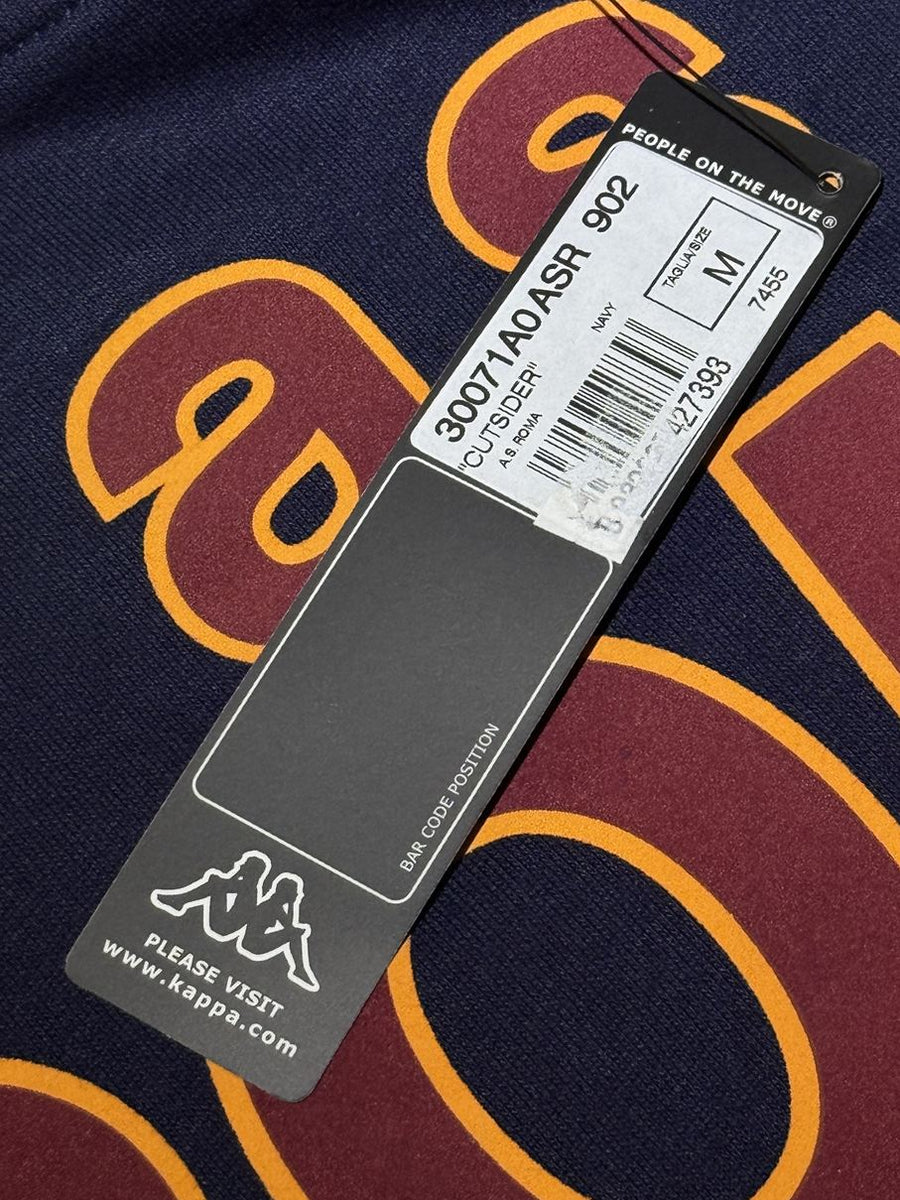 PEOPLE ON THE MOVE®
30071A0ASR 902
"CUTSIDER"
A.S. ROMA
NAVY
TAGLIA/SIZE
M
7455
427393
BAR CODE POSITION
PLEASE VISIT
www.kappa.com